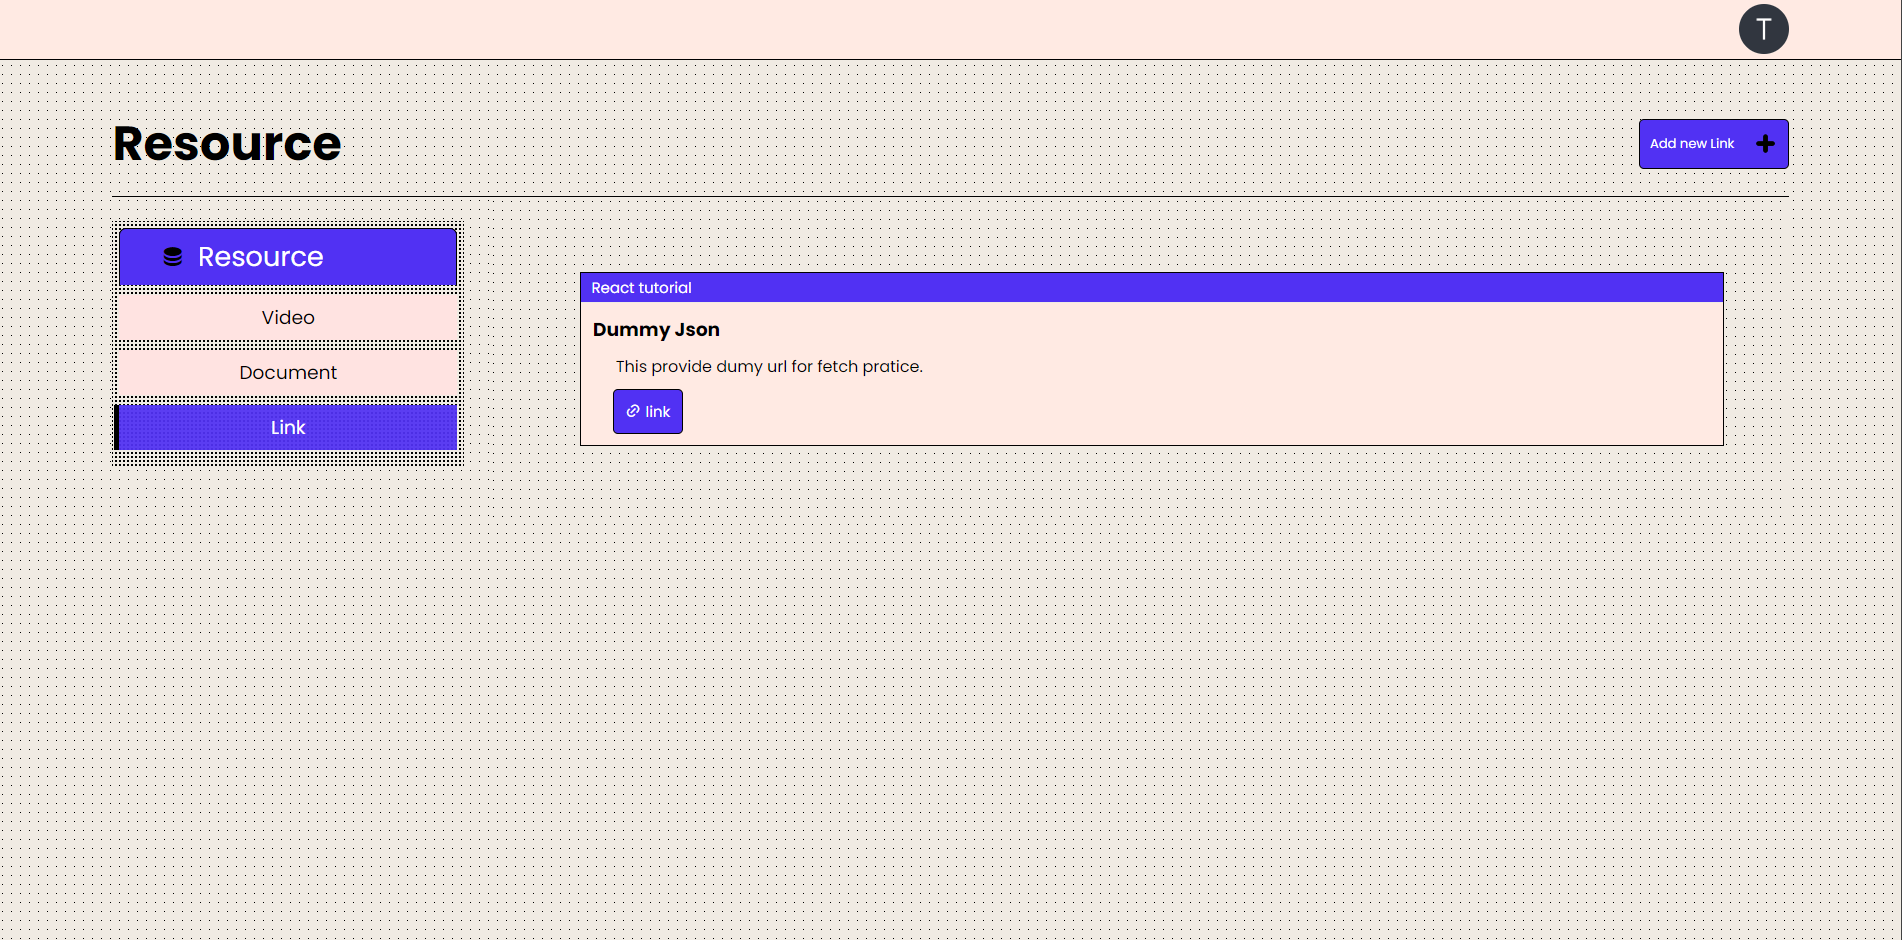 T
Resource
Add new Link
Resource
Video
Document
Link
React tutorial
Dummy Json
This provide dumy url for fetch pratice.
link